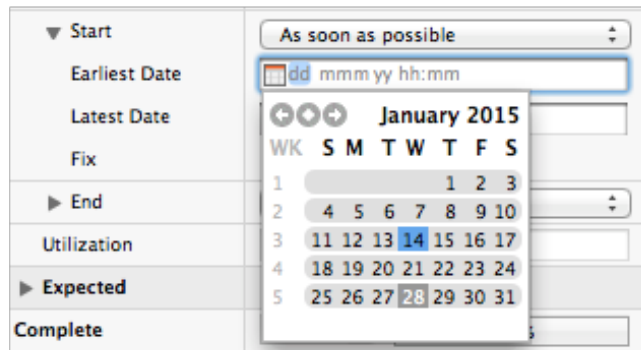 Start As soon as possible
Earliest Date dd mmm yy hh:mm
Latest Date
January 2015
Fix
WK S M T W T F S
1 1 2 3
End
2 4 5 6 7 8 9 10
Utilization
3 11 12 13 14 15 16 17
4 18 19 20 21 22 23 24
Expected
5 25 26 27 28 29 30 31
Complete